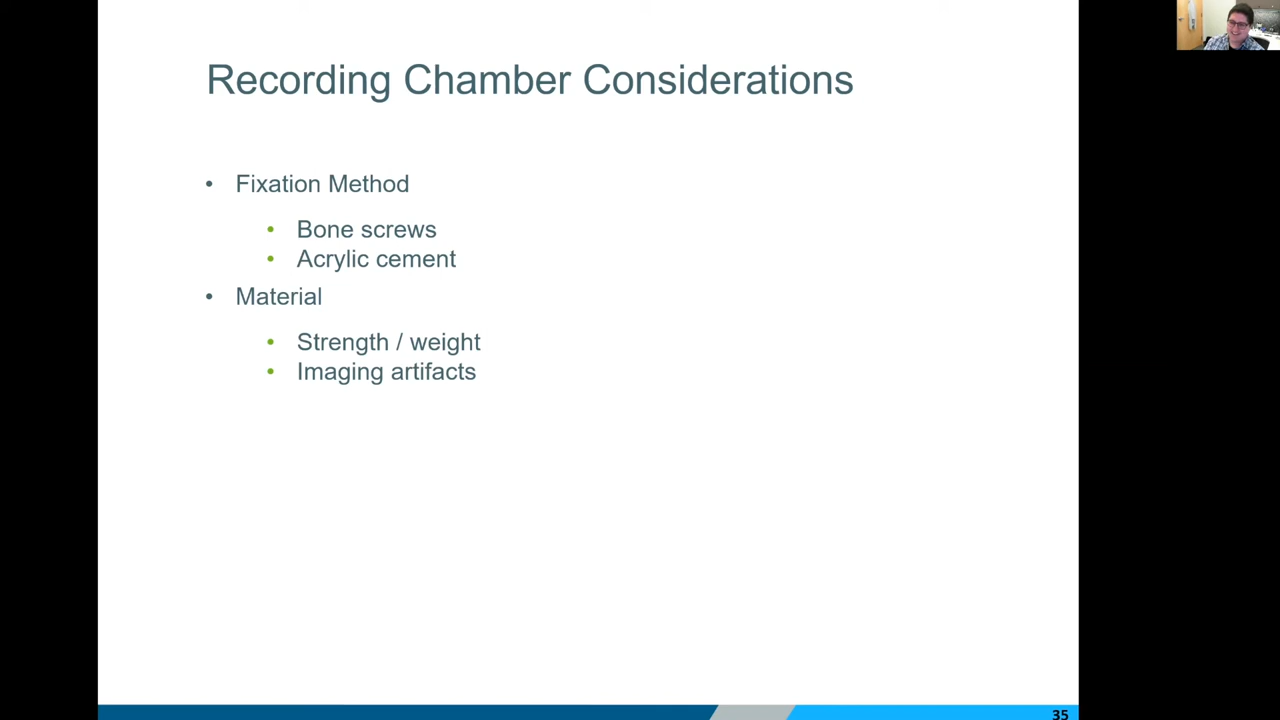 Recording Chamber Considerations
• Fixation Method
• Bone screws
• Acrylic cement
• Material
• Strength / weight
• Imaging artifacts
35